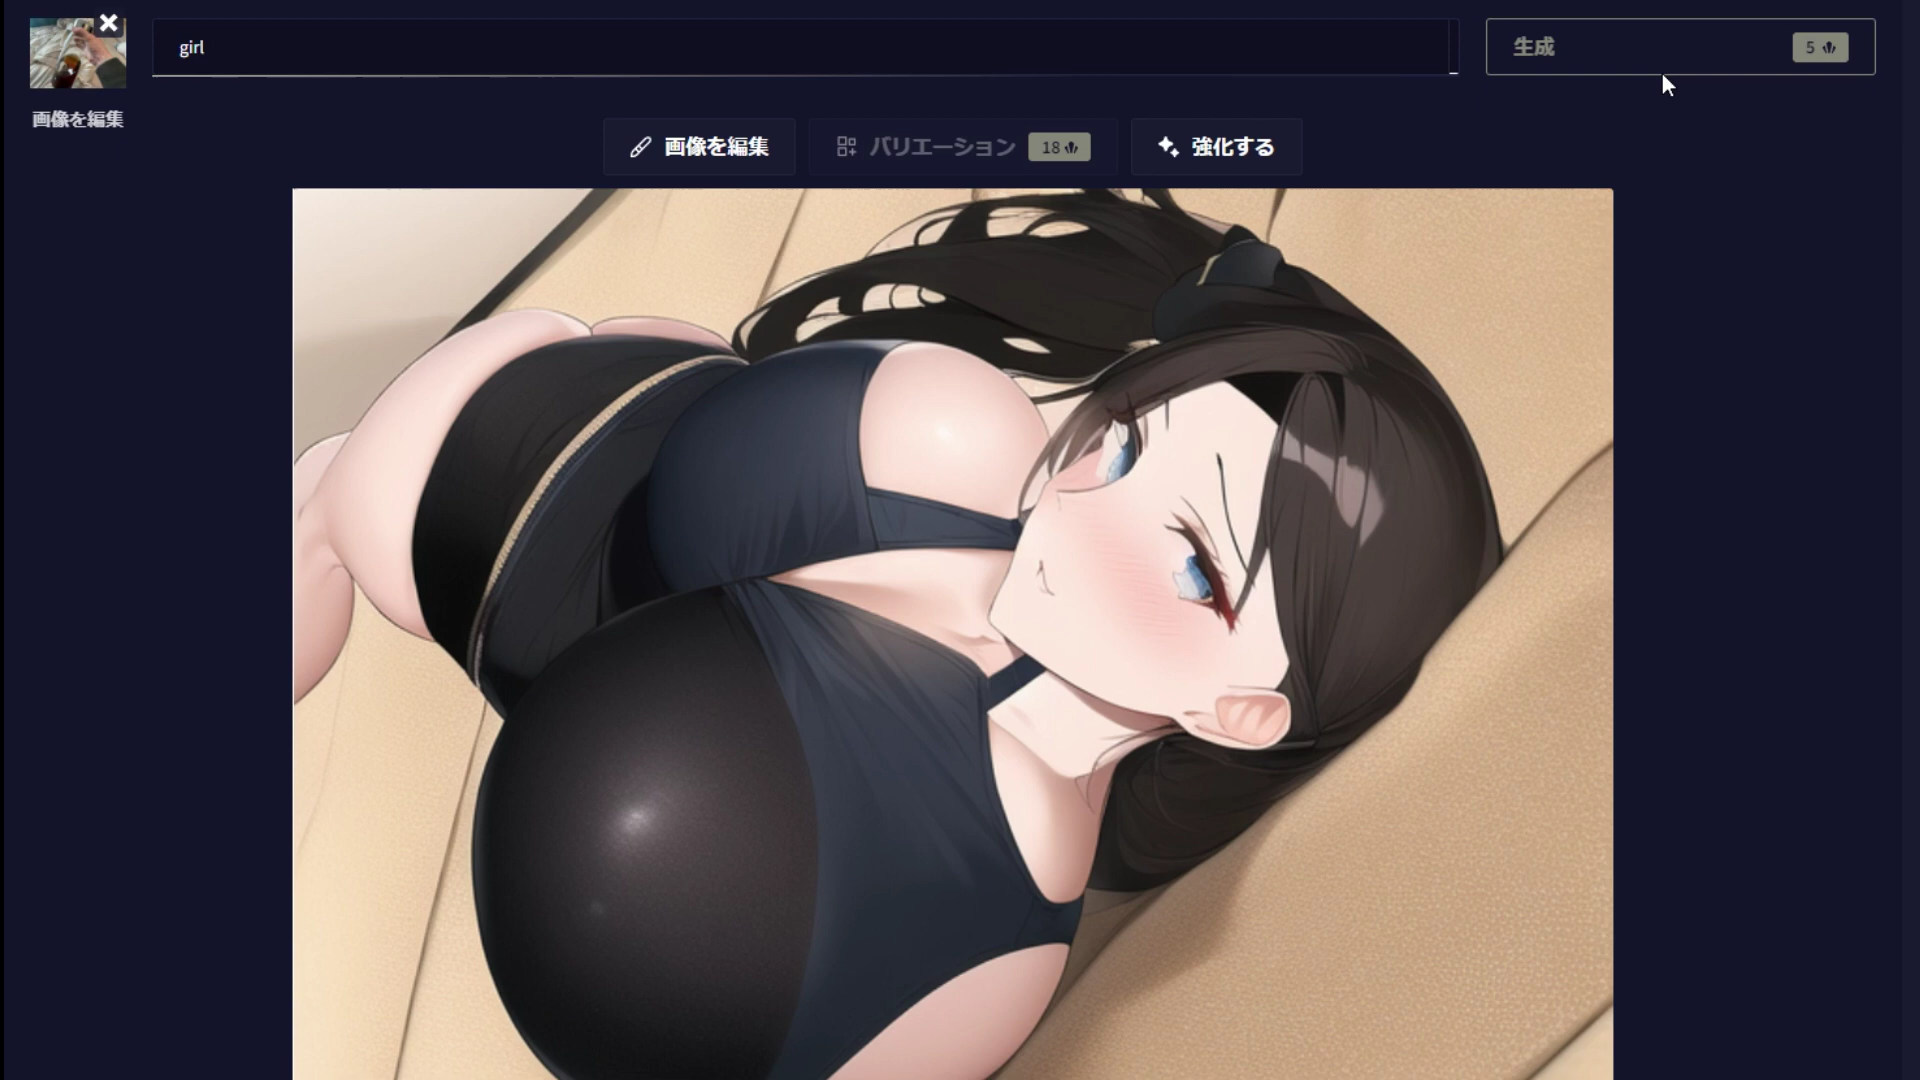 girl
生成
5
画像を編集
画像を編集
バリエーション
18
強化する